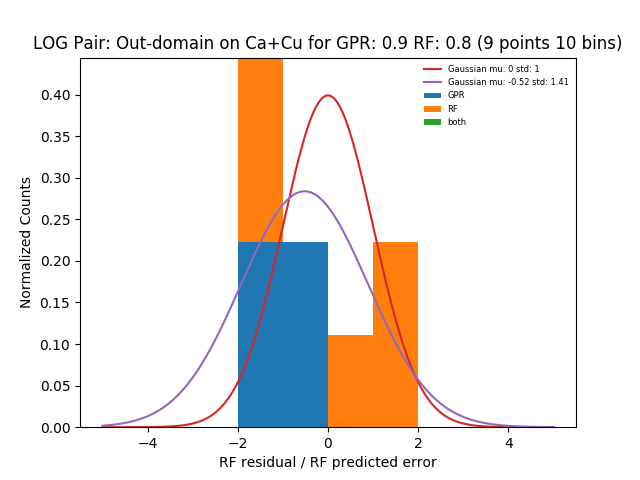 LOG Pair: Out-domain on Ca+Cu for GPR: 0.9 RF: 0.8 (9 points 10 bins)
Gaussian mu: 0 std: 1
Gaussian mu: -0.52 std: 1.41
GPR
RF
both
0.40
0.35
0.30
0.25
0.20
0.15
0.10
0.05
0.00
Normalized Counts
−4
−2
0
2
4
RF residual / RF predicted error